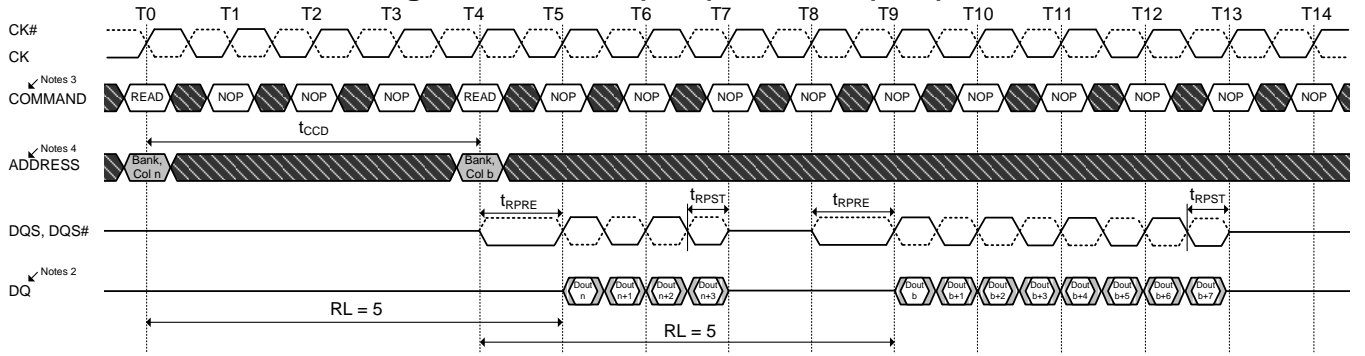 T0 T1 T2 T3 T4 T5 T6 T7 T8 T9 T10 T11 T12 T13 T14
CK#
CK
Notes 3
COMMAND READ NOP NOP NOP READ NOP NOP NOP NOP NOP NOP NOP NOP NOP NOP
tCCD
Notes 4
ADDRESS Bank, Col n Bank, Col b
tRPRE tRPST tRPRE tRPST
DQS, DQS#
Notes 2
DQ Dout n Dout n+1 Dout n+2 Dout n+3 Dout b Dout b+1 Dout b+2 Dout b+3 Dout b+4 Dout b+5 Dout b+6 Dout b+7
RL = 5
RL = 5